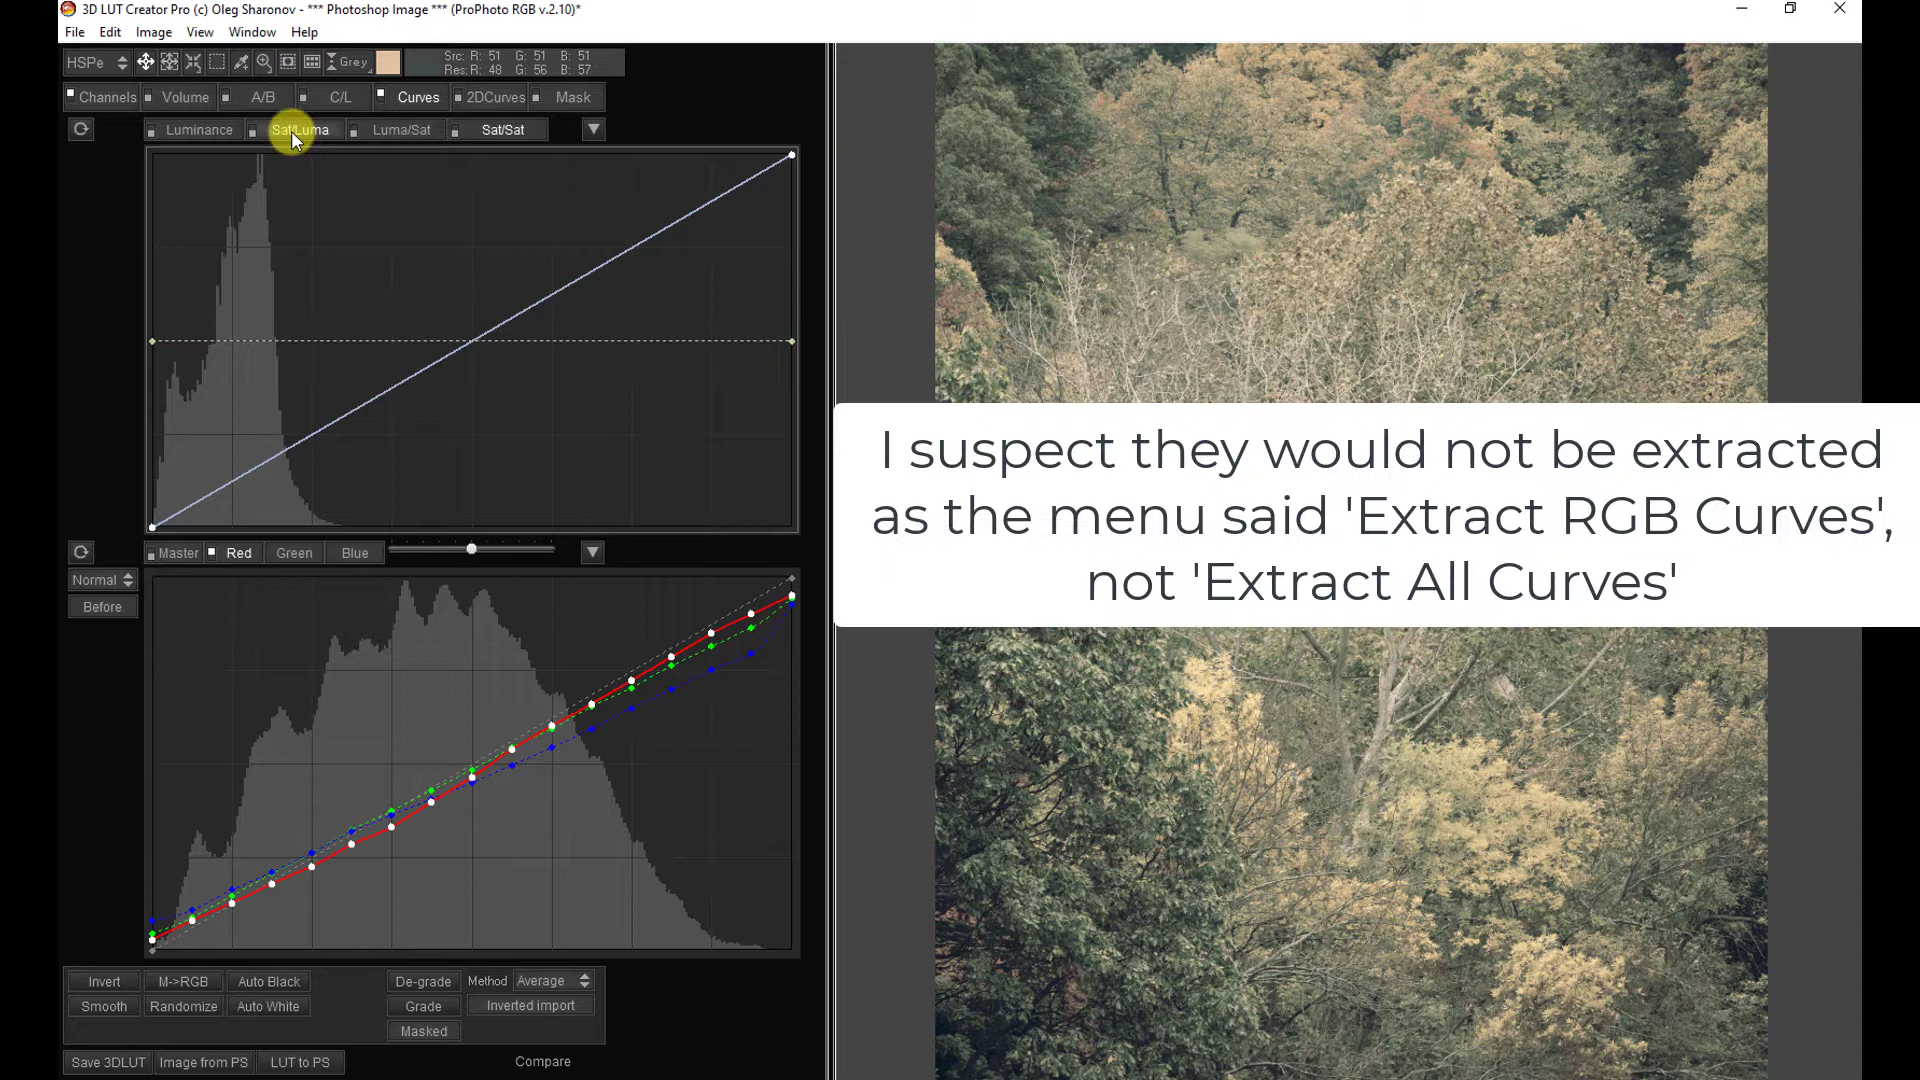 3D LUT Creator Pro (c) Oleg Sharonov - *** Photoshop Image *** (ProPhoto RGB v.2.10)*
File Edit Image View Window Help
HSPe Grey Src: R: 51 G: 51 B: 51
Res: R: 48 G: 56 B: 57
Channels Volume A/B C/L Curves 2DCurves Mask
Luminance Sat/Luma Luma/Sat Sat/Sat
I suspect they would not be extracted
as the menu said 'Extract RGB Curves',
not 'Extract All Curves'
Master Red Green Blue
Normal
Before
Invert M->RGB Auto Black De-grade Method Average
Smooth Randomize Auto White Grade Inverted import
Masked
Save 3DLUT Image from PS LUT to PS Compare